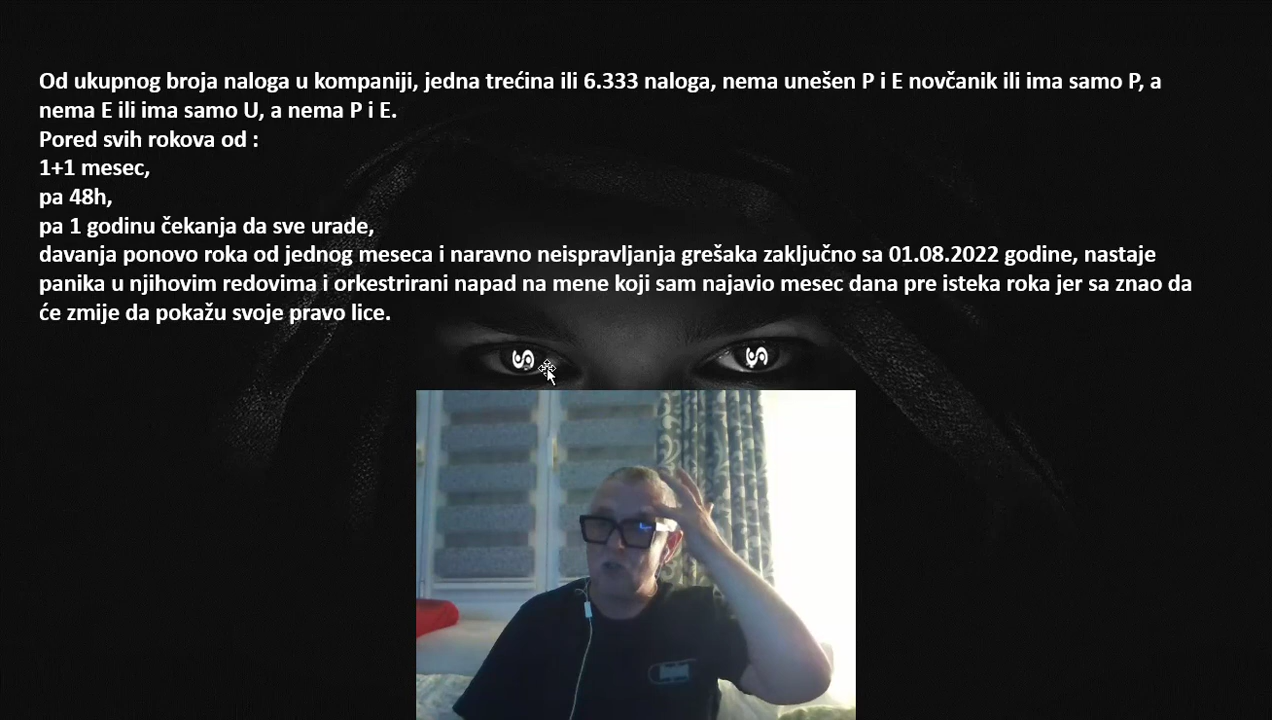 Od ukupnog broja naloga u kompaniji, jedna trećina ili 6.333 naloga, nema unešen P i E novčanik ili ima samo P, a
nema E ili ima samo U, a nema P i E.
Pored svih rokova od :
1+1 mesec,
pa 48h,
pa 1 godinu čekanja da sve urade,
davanja ponovo roka od jednog meseca i naravno neispravljanja grešaka zaključno sa 01.08.2022 godine, nastaje
panika u njihovim redovima i orkestrirani napad na mene koji sam najavio mesec dana pre isteka roka jer sa znao da
će zmije da pokažu svoje pravo lice.